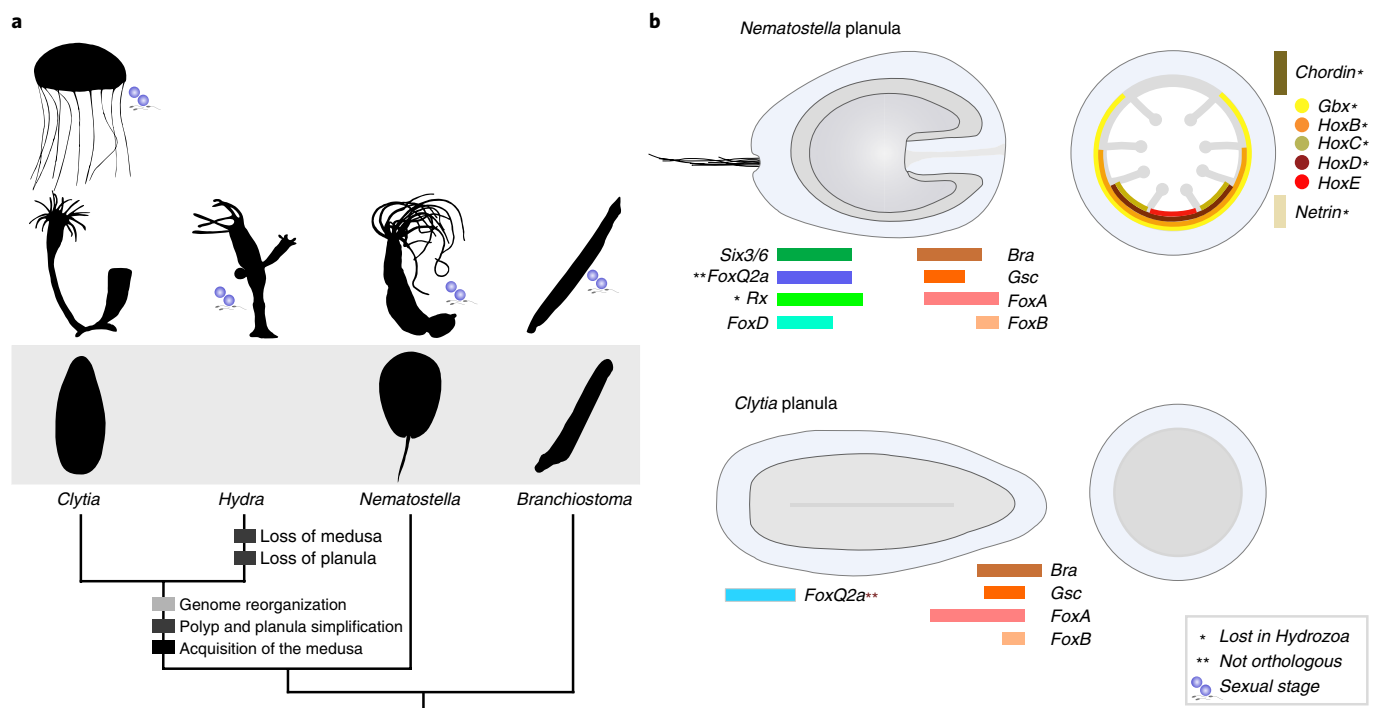 a
Clytia
Hydra
Nematostella
Branchiostoma
Loss of medusa
Loss of planula
Genome reorganization
Polyp and planula simplification
Acquisition of the medusa
b
Nematostella planula
Chordin*
Gbx*
HoxB*
HoxC*
HoxD*
HoxE
Netrin*
Six3/6
**FoxQ2a
* Rx
FoxD
Bra
Gsc
FoxA
FoxB
Clytia planula
FoxQ2a**
Bra
Gsc
FoxA
FoxB
* Lost in Hydrozoa
** Not orthologous
Sexual stage